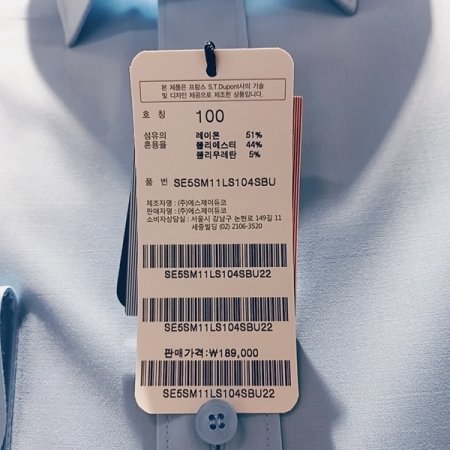 본 제품은 프랑스 S.T.Dupont사의 기술
및 디자인 제공으로 제조한 상품입니다.
호 칭 100
섬유의 레이온 51%
혼용율 폴리에스터 44%
폴리우레탄 5%
품 번 SE5SM11LS104SBU
제조자명 : (주)에스제이듀코
판매자명 : (주)에스제이듀코
소비자상담실 : 서울시 강남구 논현로 149길 11
세중빌딩 (02) 2106-3520
SE5SM11LS104SBU22
SE5SM11LS104SBU22
판매가격:₩189,000
SE5SM11LS104SBU22